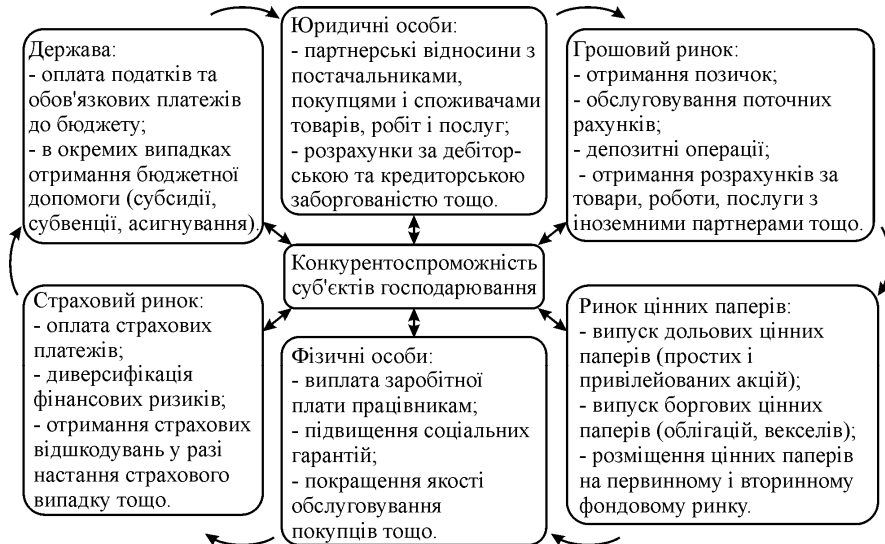 Держава:
- оплата податків та
обов'язкових платежів
до бюджету;
- в окремих випадках
отримання бюджетної
допомоги (субсидії,
субвенції, асигнування).
Юридичні особи:
- партнерські відносини з
постачальниками,
покупцями і споживачами
товарів, робіт і послуг;
- розрахунки за дебітор-
ською та кредиторською
заборгованістю тощо.
Грошовий ринок:
- отримання позичок;
- обслуговування поточних
рахунків;
- депозитні операції;
- отримання розрахунків за
товари, роботи, послуги з
іноземними партнерами тощо.
Конкурентоспроможність
суб'єктів господарювання
Страховий ринок:
- оплата страхових
платежів;
- диверсифікація
фінансових ризиків;
- отримання страхових
відшкодувань у разі
настання страхового
випадку тощо.
Фізичні особи:
- виплата заробітної
плати працівникам;
- підвищення соціальних
гарантій;
- покращення якості
обслуговування
покупців тощо.
Ринок цінних паперів:
- випуск дольових цінних
паперів (простих і
привілейованих акцій);
- випуск боргових цінних
паперів (облігацій, векселів);
- розміщення цінних паперів
на первинному і вторинному
фондовому ринку.